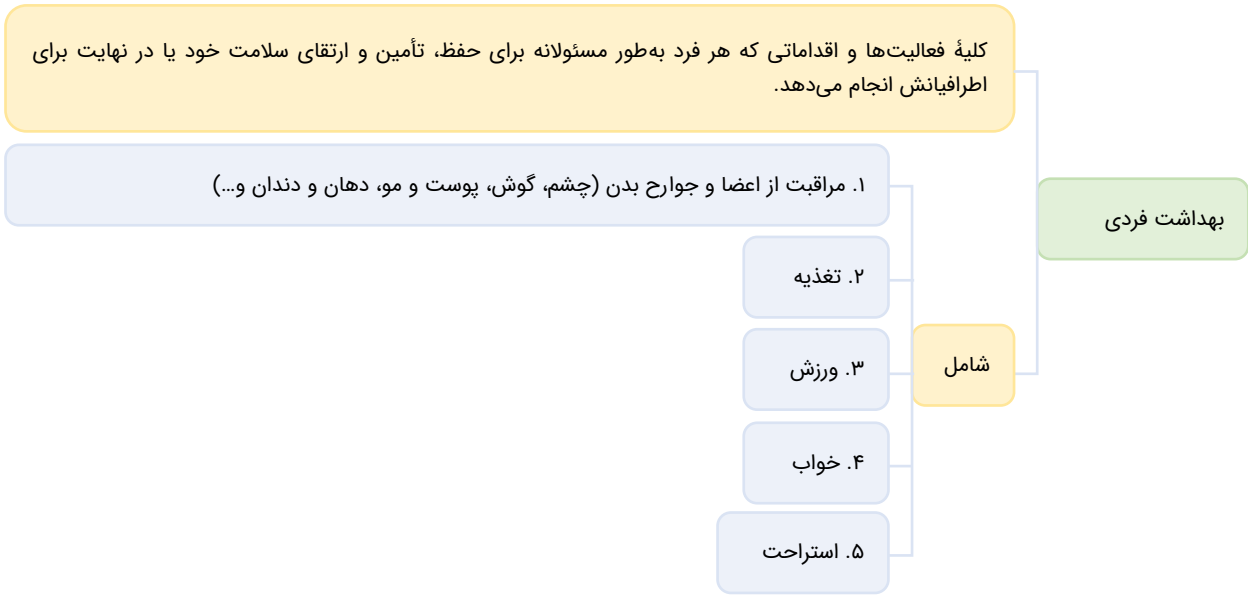 بهداشت فردی
کلیهٔ فعالیت‌ها و اقداماتی که هر فرد به‌طور مسئولانه برای حفظ، تأمین و ارتقای سلامت خود یا در نهایت برای
اطرافیانش انجام می‌دهد.
شامل
۱. مراقبت از اعضا و جوارح بدن (چشم، گوش، پوست و مو، دهان و دندان و...)
۲. تغذیه
۳. ورزش
۴. خواب
۵. استراحت